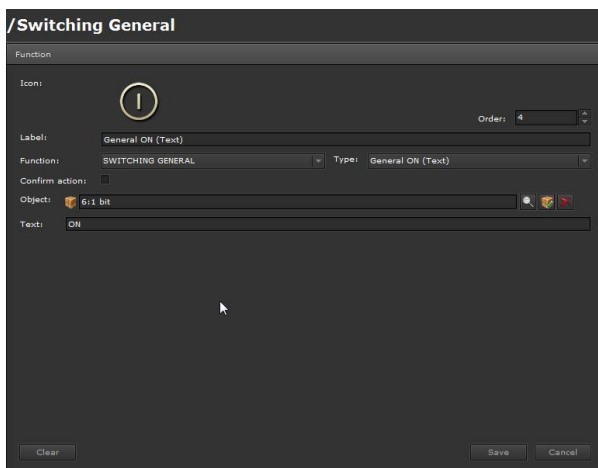 /Switching General
Function
Icon:
I
Order: 4
Label: General ON (Text)
Function: SWITCHING GENERAL Type: General ON (Text)
Confirm action:
Object: 6:1 bit
Text: ON
Clear Save Cancel